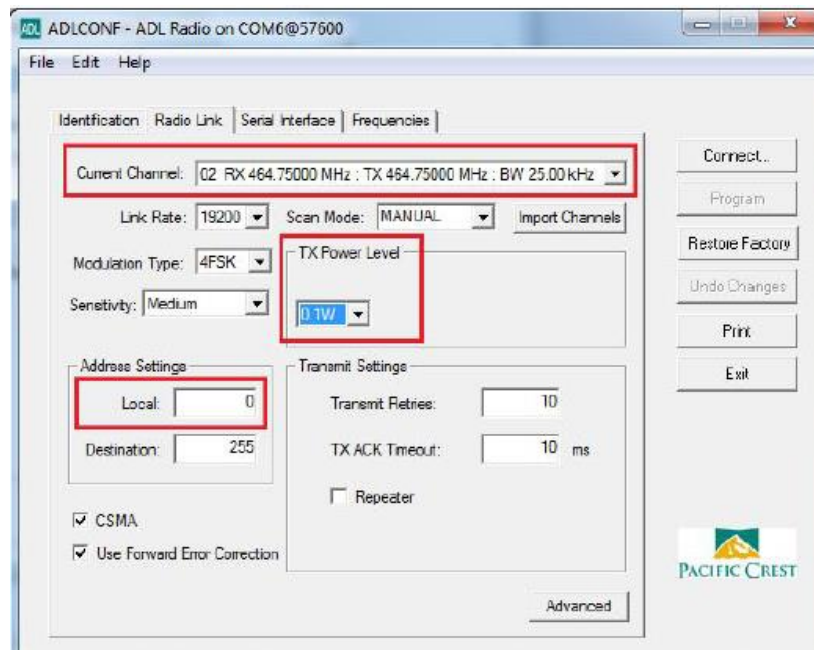 ADL ADLCONF - ADL Radio on COM6@57600
File Edit Help
Identification Radio Link Serial Interface Frequencies
Current Channel: 02 RX 464.75000 MHz : TX 464.75000 MHz : BW 25.00 kHz
Link Rate: 19200 Scan Mode: MANUAL Import Channels
Modulation Type: 4FSK
TX Power Level
Sensitivity: Medium
0.1W
Address Settings
Local: 0
Destination: 255
Transmit Settings
Transmit Retries: 10
TX ACK Timeout: 10 ms
Repeater
CSMA
Use Forward Error Correction
Advanced
Connect...
Program
Restore Factory
Undo Changes
Print
Exit
PACIFIC CREST